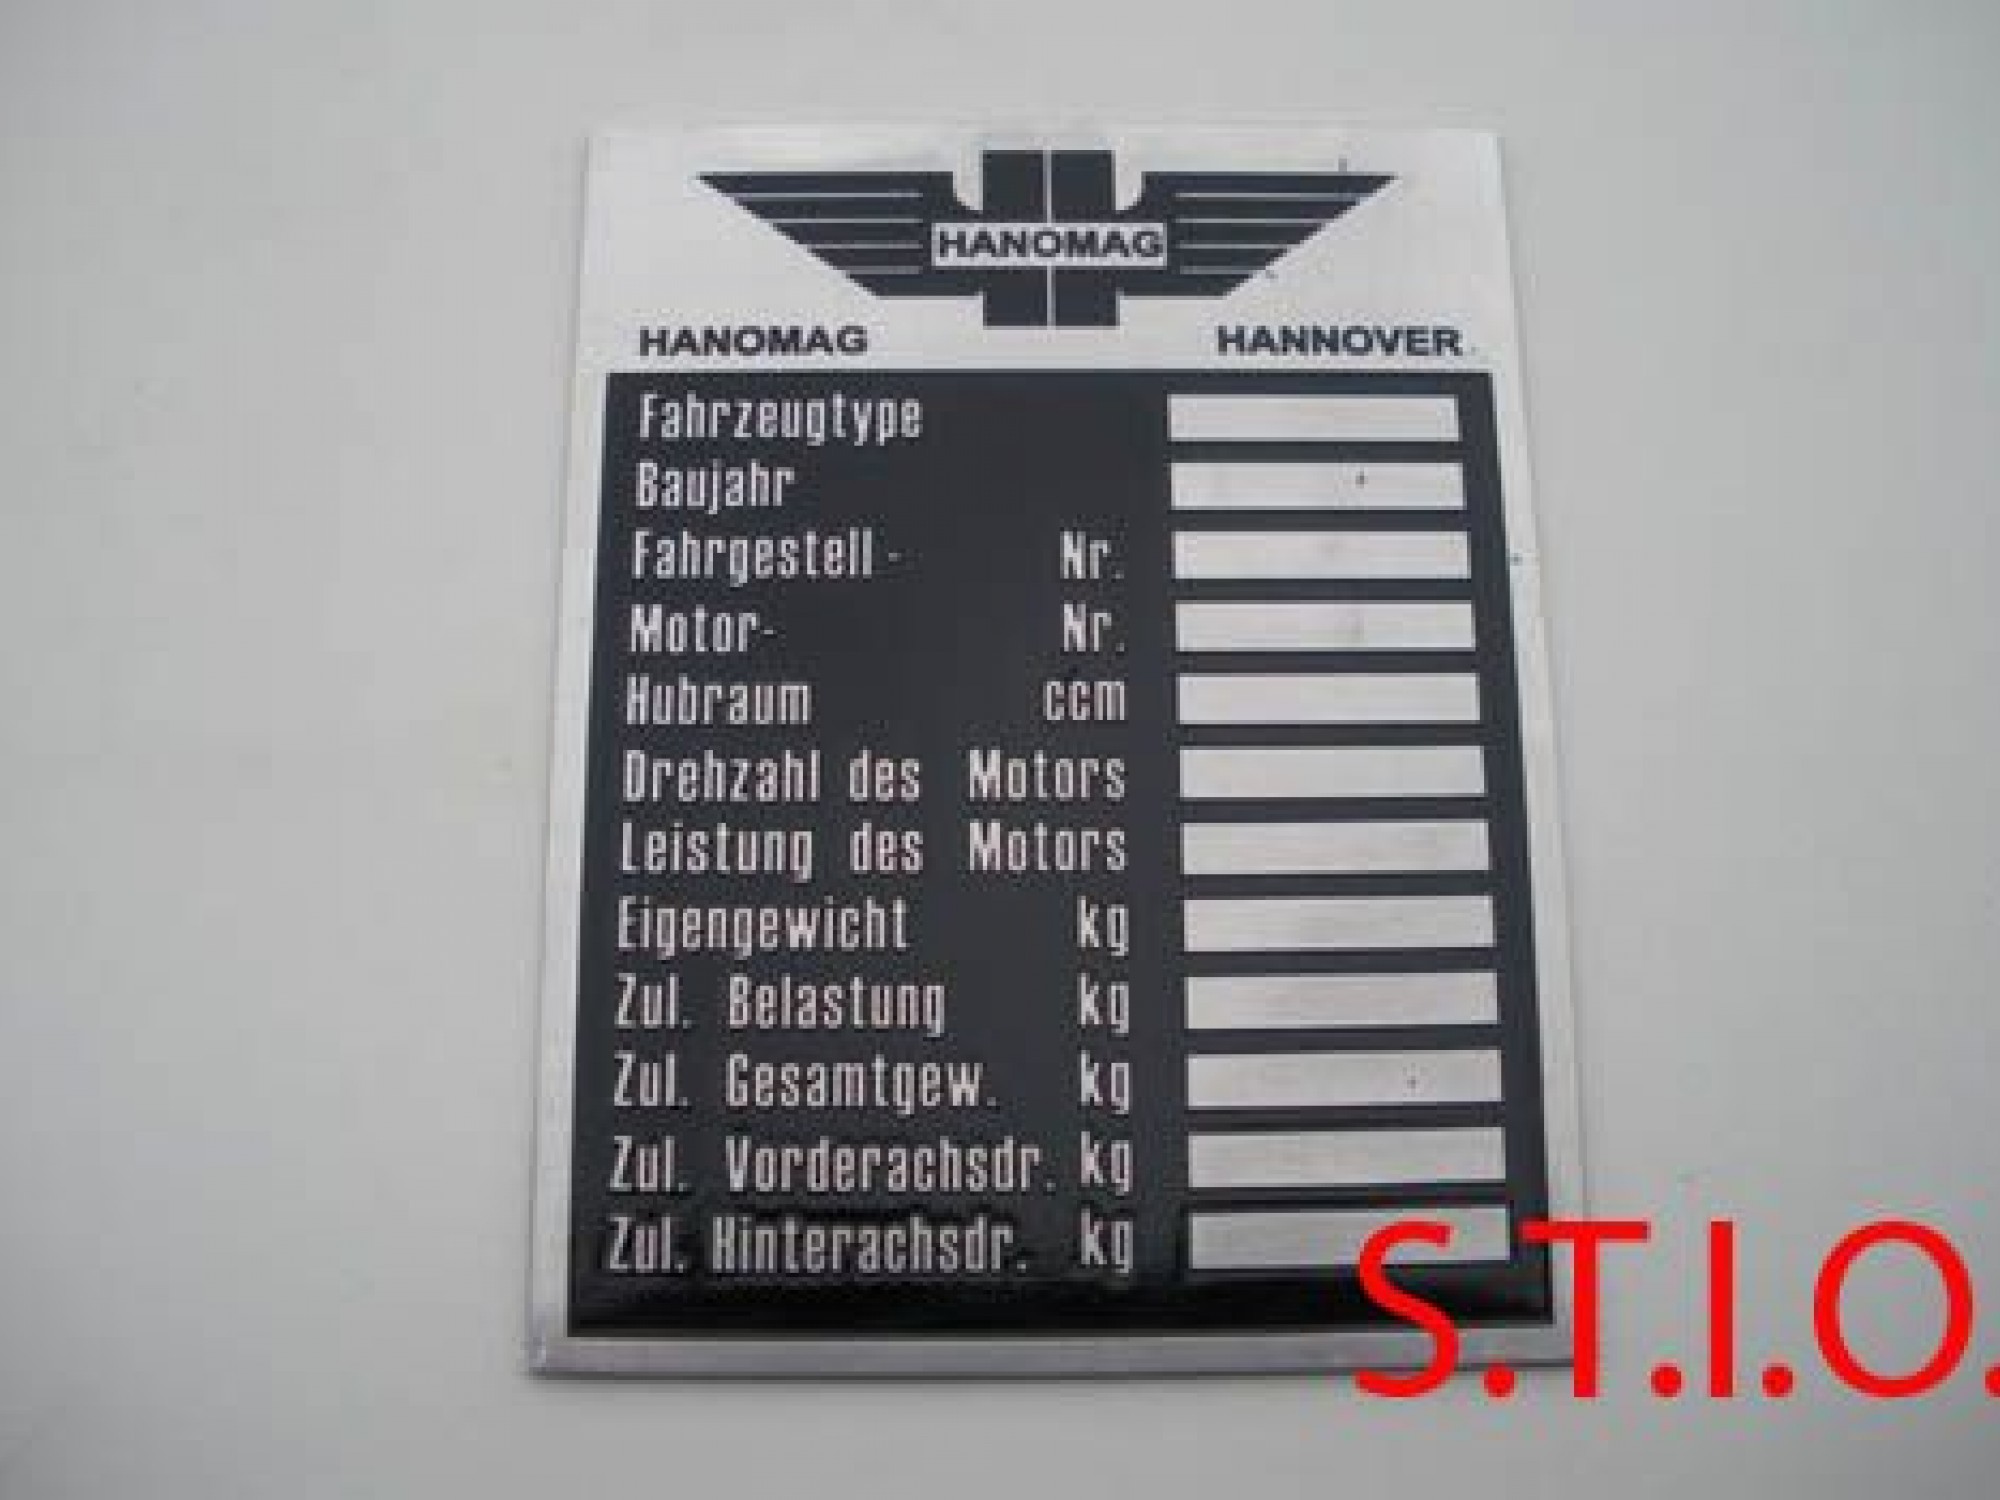 HANOMAG
HANOMAG HANNOVER
Fahrzeugtype
Baujahr
Fahrgestell- Nr.
Motor- Nr.
Hubraum ccm
Drehzahl des Motors
Leistung des Motors
Eigengewicht kg
Zul. Belastung kg
Zul. Gesamtgew. kg
Zul. Vorderachsdr. kg
Zul. Hinterachsdr. kg
S.T.I.O.